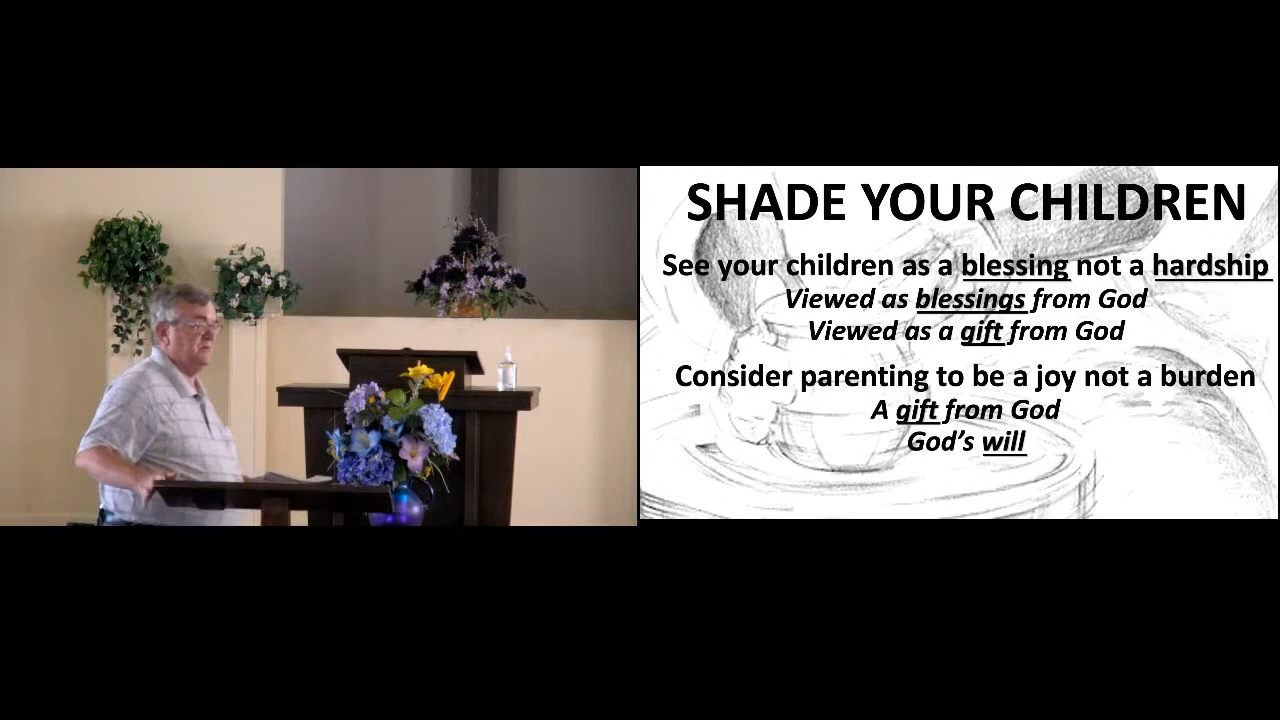 SHADE YOUR CHILDREN
See your children as a blessing not a hardship
Viewed as blessings from God
Viewed as a gift from God
Consider parenting to be a joy not a burden
A gift from God
God's will